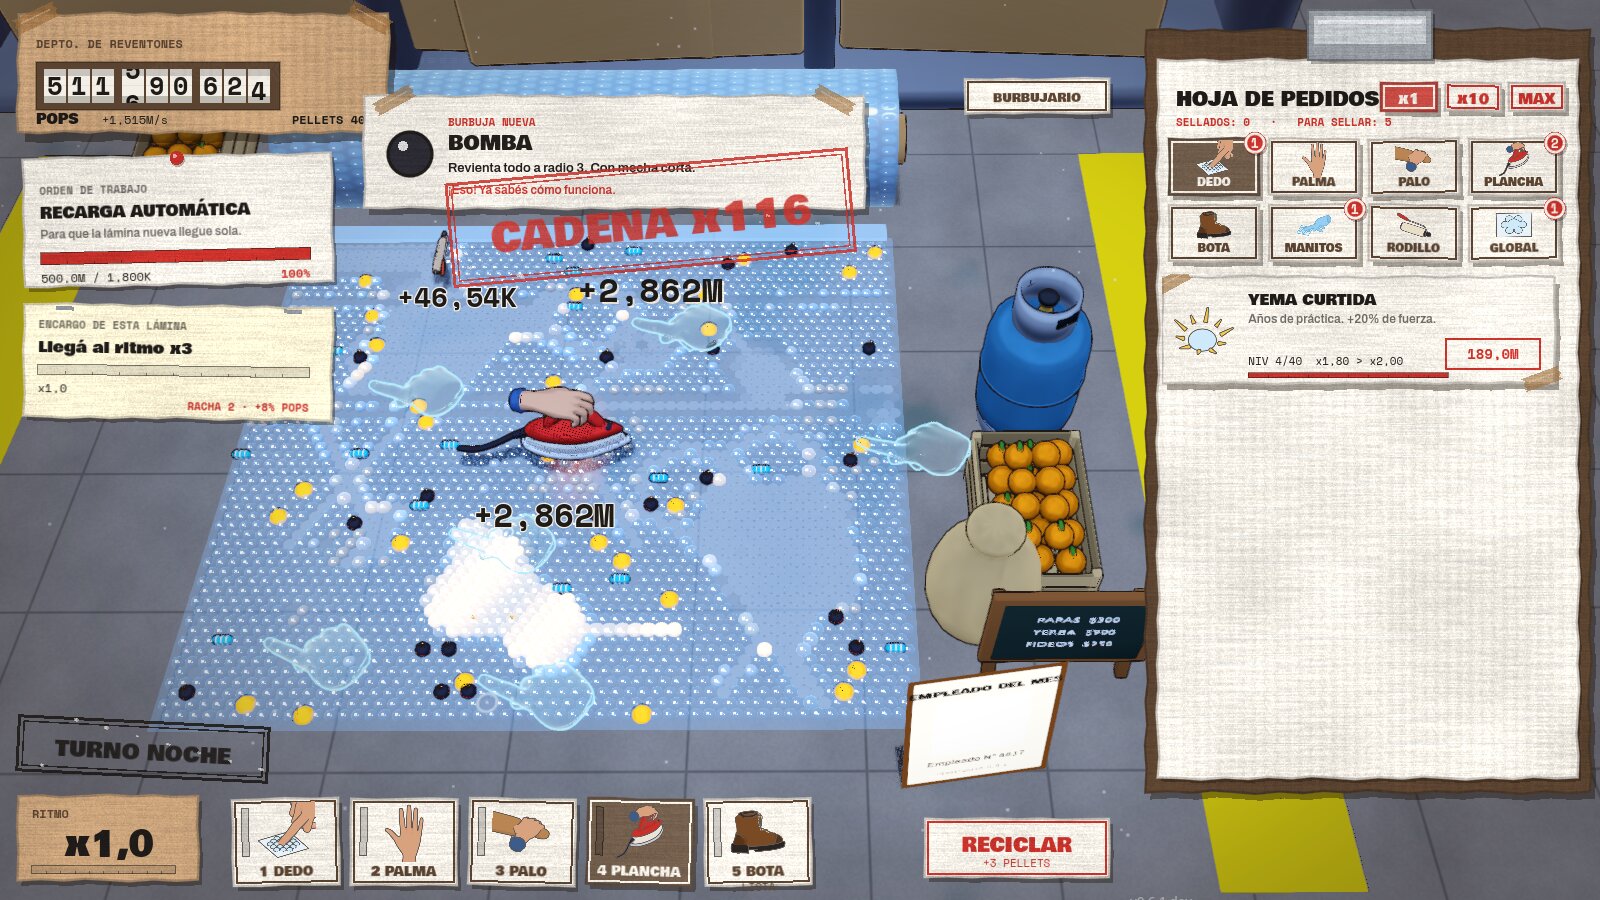 DEPTO. DE REVENTONES
POPS +1,515M/s PELLETS 40
ORDEN DE TRABAJO
RECARGA AUTOMÁTICA
Para que la lámina nueva llegue sola.
500.0M / 1.800K 100%
ENCARGO DE ESTA LÁMINA
Llegá al ritmo x3
x1,0
RACHA 2 · +8% POPS
BURBUJA NUEVA
BOMBA
Revienta todo a radio 3. Con mecha corta.
¡Eso! Ya sabés cómo funciona.
CADENA x116
+46,54K
+2,862M
+2,862M
BURBUJARIO
HOJA DE PEDIDOS x1 x10 MAX
SELLADOS: 0 · PARA SELLAR: 5
1 2
DEDO PALMA PALO PLANCHA
1 1
BOTA MANITOS RODILLO GLOBAL
YEMA CURTIDA
Años de práctica. +20% de fuerza.
NIV 4/40 x1,80 > x2,00
189,0M
PAPAS $300
YERBA $900
EMPLEADO DEL MES
TURNO NOCHE
RITMO
x1,0
1 DEDO
2 PALMA
3 PALO
4 PLANCHA
5 BOTA
RECICLAR
+3 PELLETS